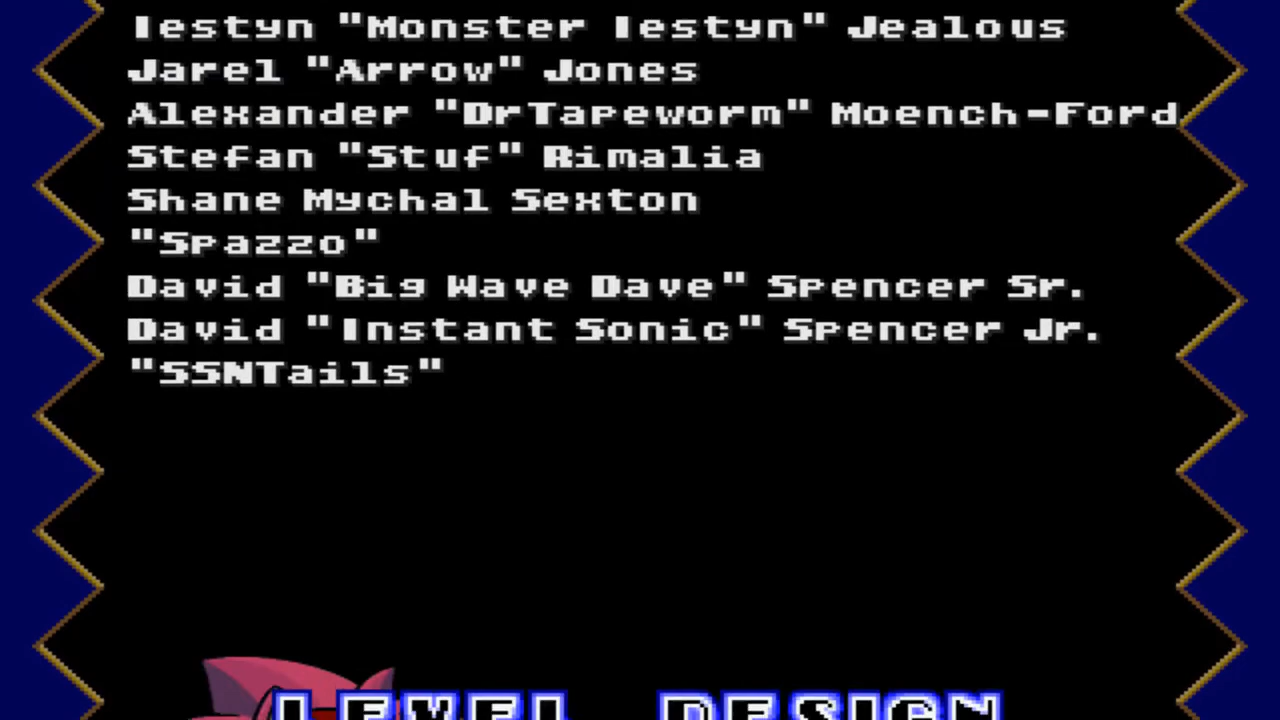 Iestyn "Monster Iestyn" Jealous
Jarel "Arrow" Jones
Alexander "DrTapeworm" Moench-Ford
Stefan "Stuf" Rimalia
Shane Mychal Sexton
"Spazzo"
David "Big Wave Dave" Spencer Sr.
David "Instant Sonic" Spencer Jr.
"SSNTails"
LEVEL DESIGN